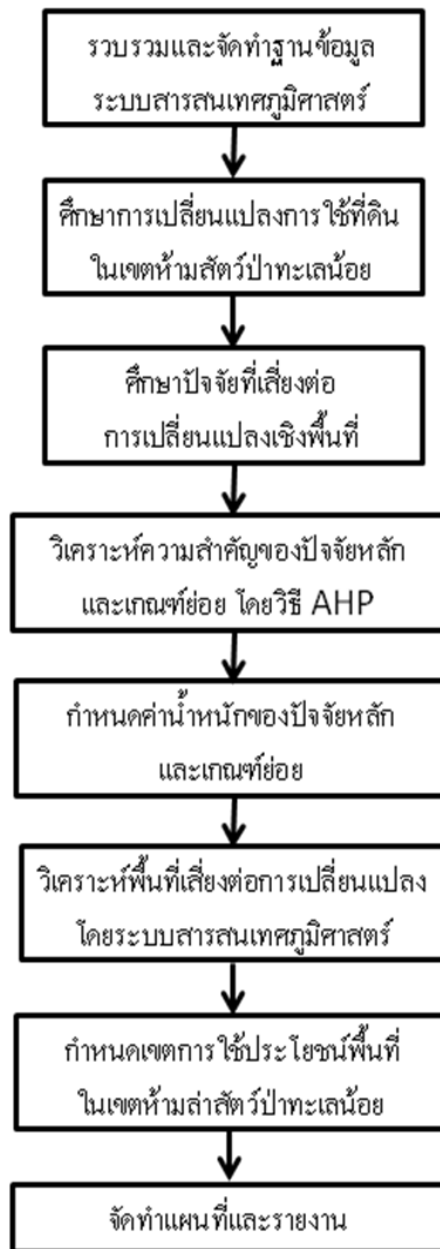 รวบรวมและจัดทำฐานข้อมูล
ระบบสารสนเทศภูมิศาสตร์
ศึกษาการเปลี่ยนแปลงการใช้ที่ดิน
ในเขตห้ามสัตว์ป่าทะเลน้อย
ศึกษาปัจจัยที่เสี่ยงต่อ
การเปลี่ยนแปลงเชิงพื้นที่
วิเคราะห์ความสำคัญของปัจจัยหลัก
และเกณฑ์ย่อย โดยวิธี AHP
กำหนดค่าน้ำหนักของปัจจัยหลัก
และเกณฑ์ย่อย
วิเคราะห์พื้นที่เสี่ยงต่อการเปลี่ยนแปลง
โดยระบบสารสนเทศภูมิศาสตร์
กำหนดเขตการใช้ประโยชน์พื้นที่
ในเขตห้ามล่าสัตว์ป่าทะเลน้อย
จัดทำแผนที่และรายงาน